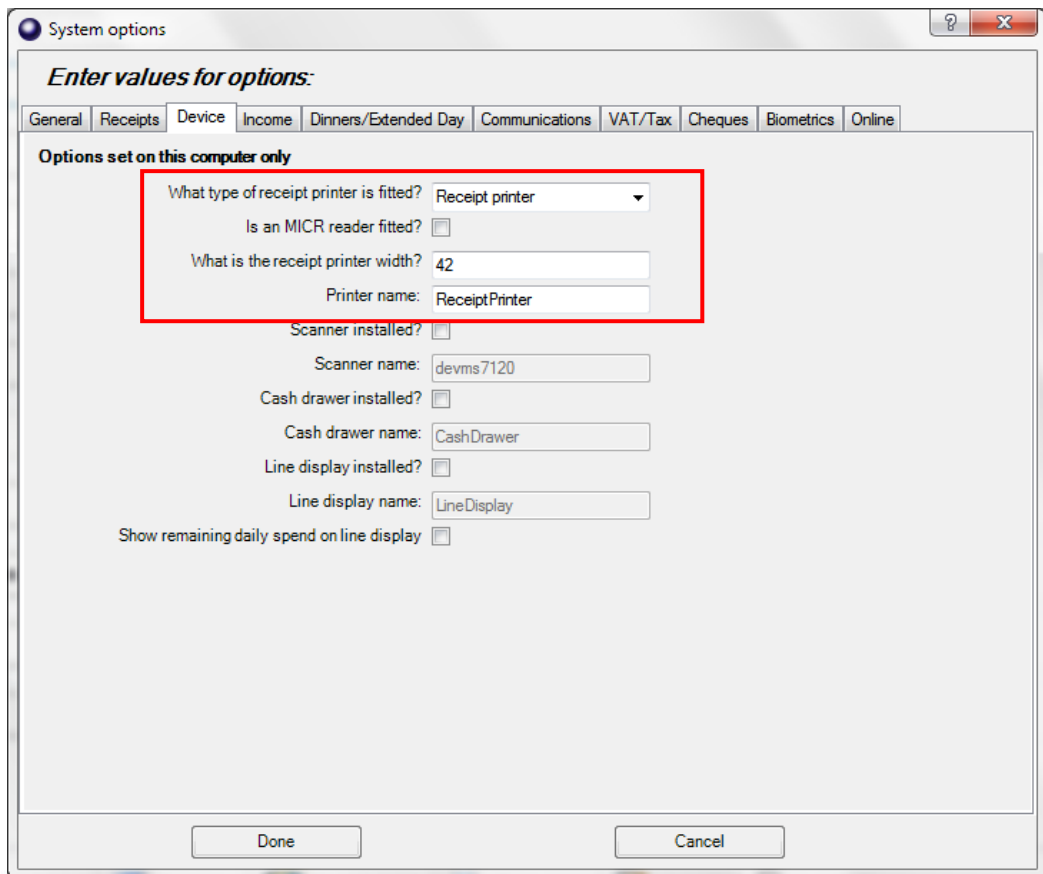 System options
Enter values for options:
General Receipts Device Income Dinners/Extended Day Communications VAT/Tax Cheques Biometrics Online
Options set on this computer only
What type of receipt printer is fitted? Receipt printer
Is an MICR reader fitted?
What is the receipt printer width? 42
Printer name: ReceiptPrinter
Scanner installed?
Scanner name: devms7120
Cash drawer installed?
Cash drawer name: CashDrawer
Line display installed?
Line display name: LineDisplay
Show remaining daily spend on line display
Done Cancel